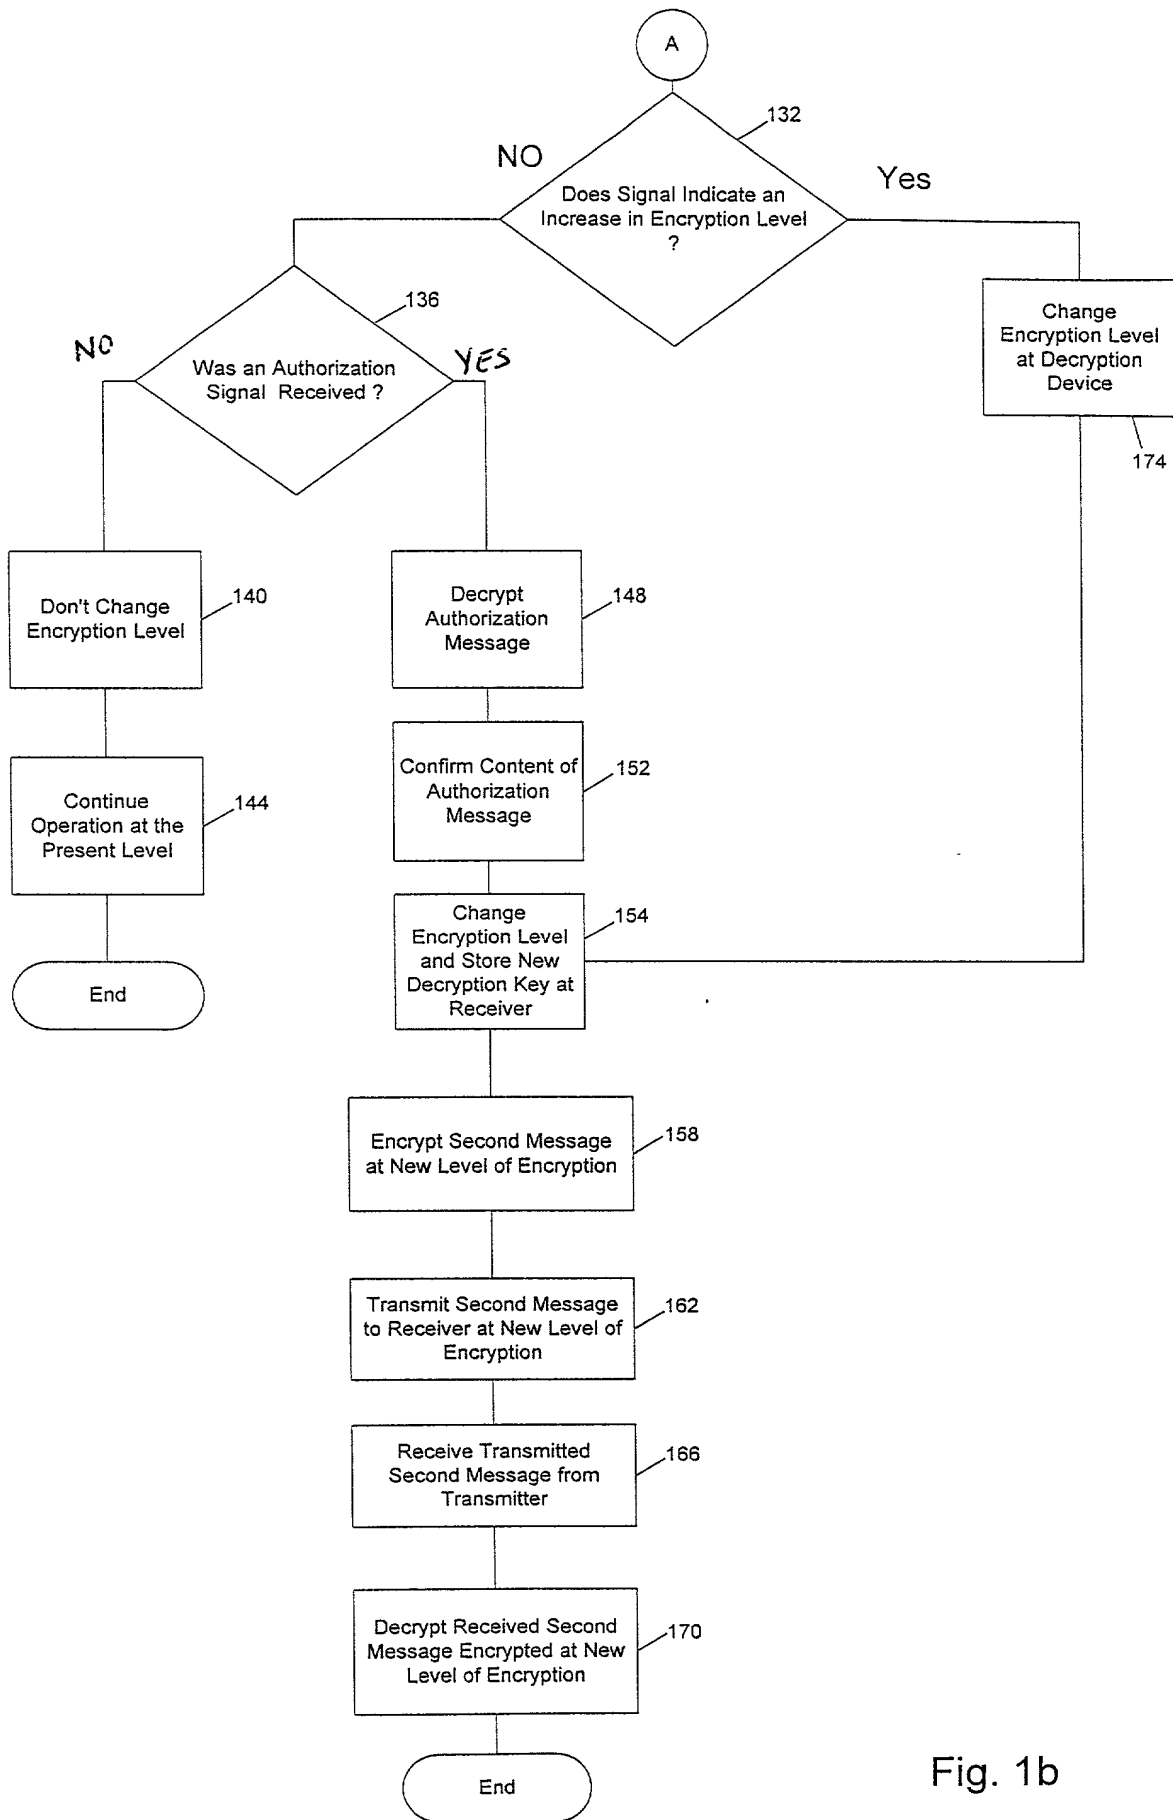 A
132
NO
Yes
Does Signal Indicate an
Increase in Encryption Level
?
136
NO
YES
Was an Authorization
Signal Received ?
Change
Encryption Level
at Decryption
Device
174
Don't Change
Encryption Level
140
Decrypt
Authorization
Message
148
Continue
Operation at the
Present Level
144
Confirm Content of
Authorization
Message
152
End
Change
Encryption Level
and Store New
Decryption Key at
Receiver
154
Encrypt Second Message
at New Level of Encryption
158
Transmit Second Message
to Receiver at New Level of
Encryption
162
Receive Transmitted
Second Message from
Transmitter
166
Decrypt Received Second
Message Encrypted at New
Level of Encryption
170
End
Fig. 1b